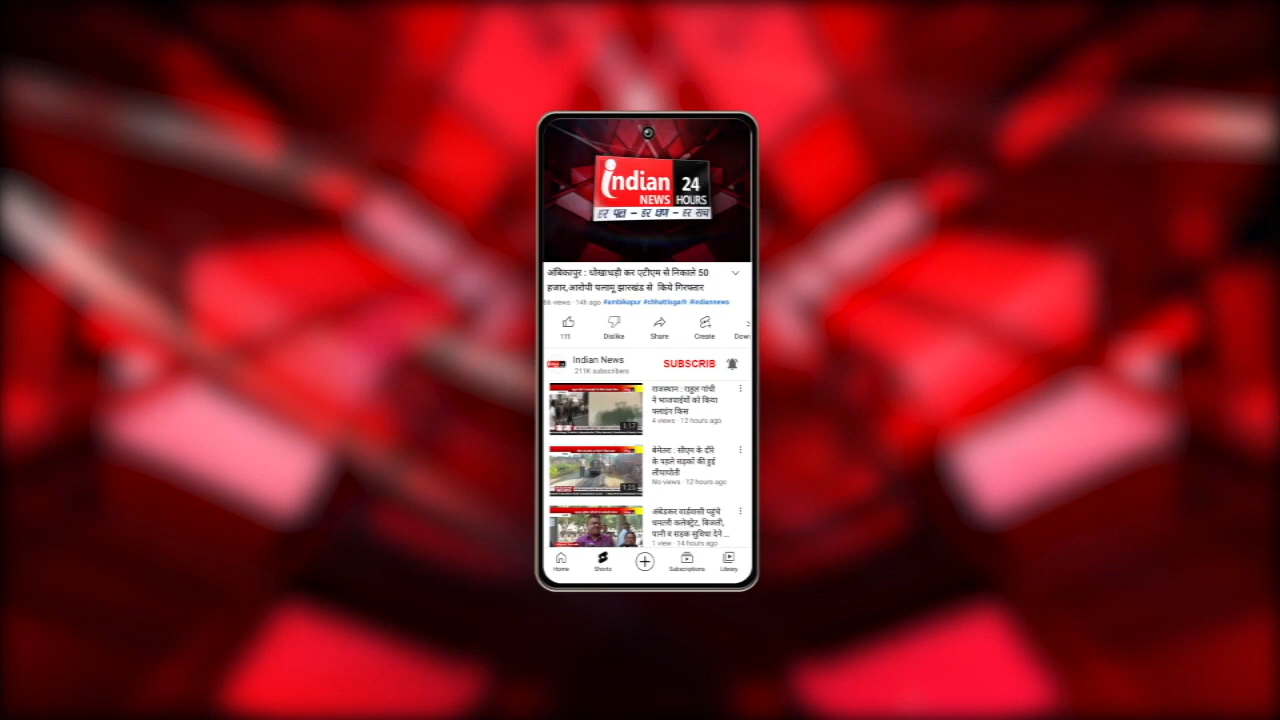 indian
NEWS
24
HOURS
हर पल - हर क्षण - हर सच
अंबिकापुर : धोखाधड़ी कर एटीएम से निकाले 50
हजार,आरोपी पलामू झारखंड से किये गिरफ्तार
66 views · 14h ago #ambikapur #chhattisgarh #indiannews
111
Dislike
Share
Create
Dow
Indian News
211K subscribers
SUBSCRIB
राजस्थान : राहुल गांधी
ने भाजपाईयों को किया
फ्लाइंग किस
4 views · 12 hours ago
1:17
बेमेतरा : सीएम के दौरे
के पहले सड़कों की हुई
लीपापोती
No views · 12 hours ago
1:25
अंबेडकर वार्डवासी पहुंचे
धमतरी कलेक्ट्रेट, बिजली,
पानी व सड़क सुविधा देने ...
1 view · 14 hours ago
Home
Shorts
Subscriptions
Library